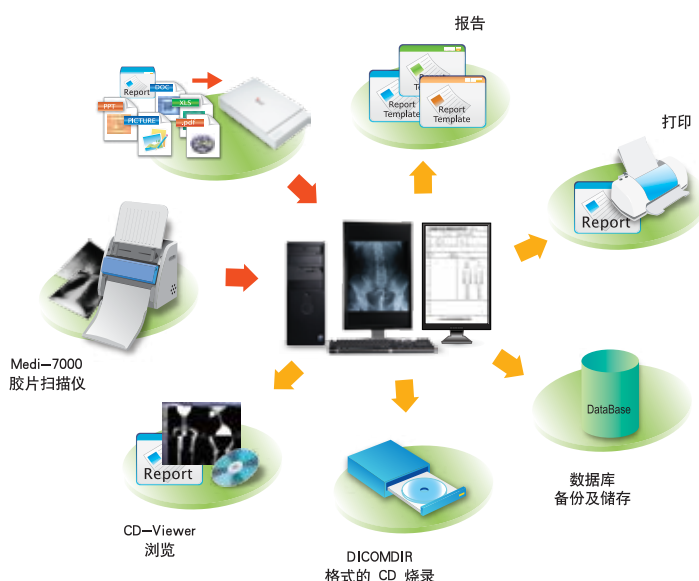 报告
Report
DOC
XLS
PPT
PICTURE
.pdf
Report
Report
Template
Report
Template
打印
Report
Medi-7000
胶片扫描仪
DataBase
数据库
备份及储存
Report
CD-Viewer
浏览
DICOMDIR
格式的 CD 烧录